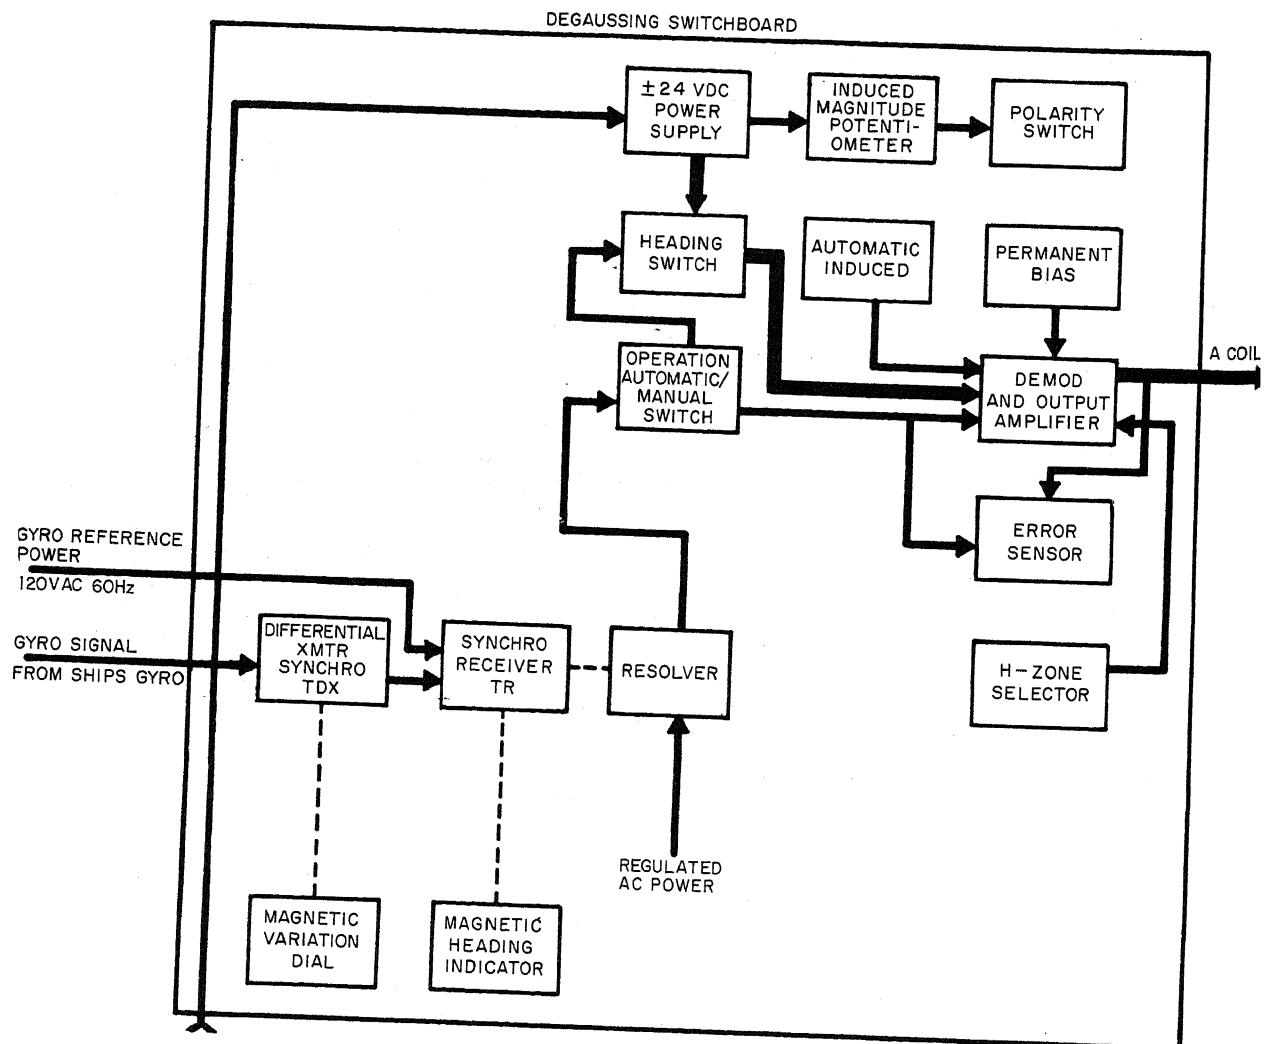 DEGAUSSING SWITCHBOARD
±24 VDC
POWER
SUPPLY
INDUCED
MAGNITUDE
POTENTI-
OMETER
POLARITY
SWITCH
HEADING
SWITCH
AUTOMATIC
INDUCED
PERMANENT
BIAS
A COIL
OPERATION
AUTOMATIC/
MANUAL
SWITCH
DEMOD
AND OUTPUT
AMPLIFIER
ERROR
SENSOR
GYRO REFERENCE
POWER
120VAC 60Hz
GYRO SIGNAL
FROM SHIPS GYRO
DIFFERENTIAL
XMTR
SYNCHRO
TDX
SYNCHRO
RECEIVER
TR
RESOLVER
H-ZONE
SELECTOR
REGULATED
AC POWER
MAGNETIC
VARIATION
DIAL
MAGNETIC
HEADING
INDICATOR